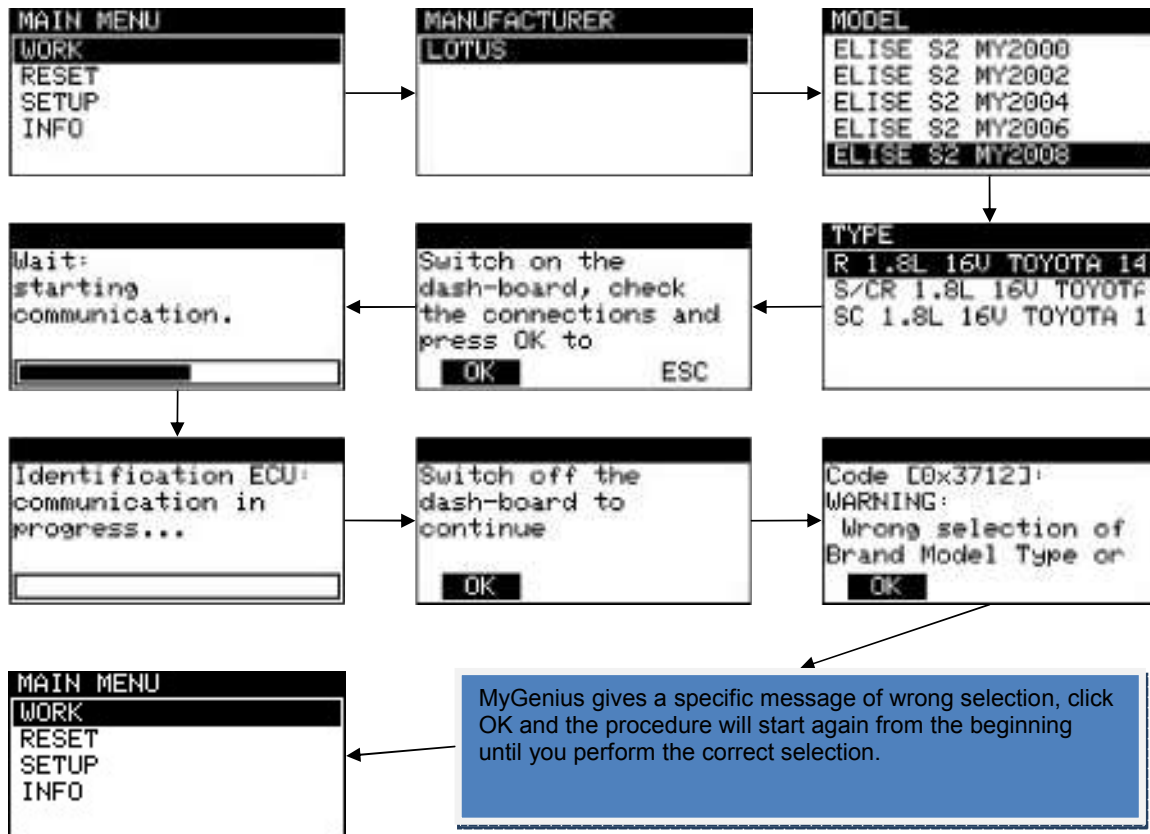 MAIN MENU
WORK
RESET
SETUP
INFO
MANUFACTURER
LOTUS
MODEL
ELISE S2 MY2000
ELISE S2 MY2002
ELISE S2 MY2004
ELISE S2 MY2006
ELISE S2 MY2008
TYPE
R 1.8L 16V TOYOTA 14
S/CR 1.8L 16V TOYOTA
SC 1.8L 16V TOYOTA 1
Switch on the
dash-board, check
the connections and
press OK to
OK ESC
Wait:
starting
communication.
Identification ECU:
communication in
progress...
Switch off the
dash-board to
continue
OK
Code [0x3712]:
WARNING:
Wrong selection of
Brand Model Type or
OK
MyGenius gives a specific message of wrong selection, click
OK and the procedure will start again from the beginning
until you perform the correct selection.
MAIN MENU
WORK
RESET
SETUP
INFO